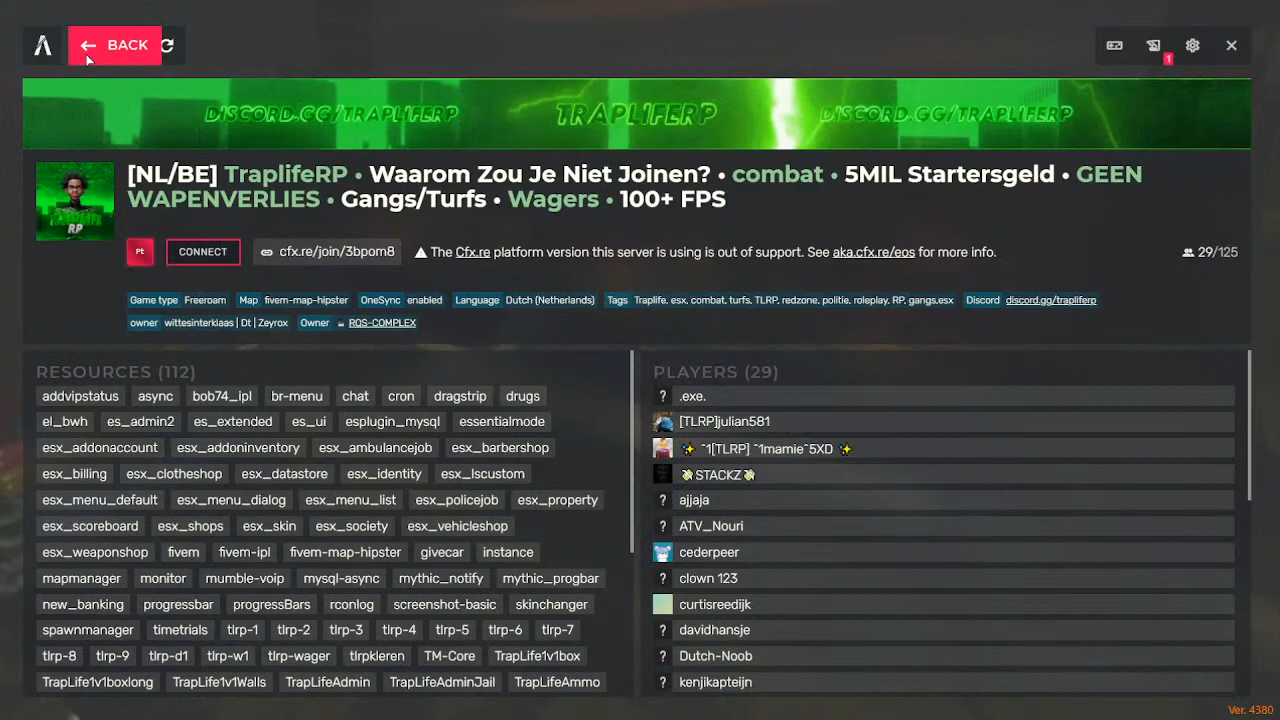 BACK
1
DISCORD.GG/TRAPLIFERP TRAPLIFERP DISCORD.GG/TRAPLIFERP
[NL/BE] TraplifeRP • Waarom Zou Je Niet Joinen? • combat • 5MIL Startersgeld • GEEN
WAPENVERLIES • Gangs/Turfs • Wagers • 100+ FPS
RP
Pt CONNECT cfx.re/join/3bpom8 The Cfx.re platform version this server is using is out of support. See aka.cfx.re/eos for more info. 29/125
Game type Freeroam Map fivem-map-hipster OneSync enabled Language Dutch (Netherlands) Tags Traplife, esx, combat, turfs, TLRP, redzone, politie, roleplay, RP, gangs.esx Discord discord.gg/trapliferp
owner wittesinterklaas | Dt | Zeyrox Owner RQS-COMPLEX
RESOURCES (112)
addvipstatus async bob74_ipl br-menu chat cron dragstrip drugs
el_bwh es_admin2 es_extended es_ui esplugin_mysql essentialmode
esx_addonaccount esx_addoninventory esx_ambulancejob esx_barbershop
esx_billing esx_clotheshop esx_datastore esx_identity esx_lscustom
esx_menu_default esx_menu_dialog esx_menu_list esx_policejob esx_property
esx_scoreboard esx_shops esx_skin esx_society esx_vehicleshop
esx_weaponshop fivem fivem-ipl fivem-map-hipster givecar instance
mapmanager monitor mumble-voip mysql-async mythic_notify mythic_progbar
new_banking progressbar progressBars rconlog screenshot-basic skinchanger
spawnmanager timetrials tlrp-1 tlrp-2 tlrp-3 tlrp-4 tlrp-5 tlrp-6 tlrp-7
tlrp-8 tlrp-9 tlrp-d1 tlrp-w1 tlrp-wager tlrpkleren TM-Core TrapLife1v1box
TrapLife1v1boxlong TrapLife1v1Walls TrapLifeAdmin TrapLifeAdminJail TrapLifeAmmo
PLAYERS (29)
? .exe.
[TLRP]julian581
✨ ^1[TLRP] ^1mamie^5XD ✨
💸STACKZ💸
? ajjaja
? ATV_Nouri
cederpeer
? clown 123
curtisreedijk
? davidhansje
? Dutch-Noob
? kenjikapteijn
Ver. 4380